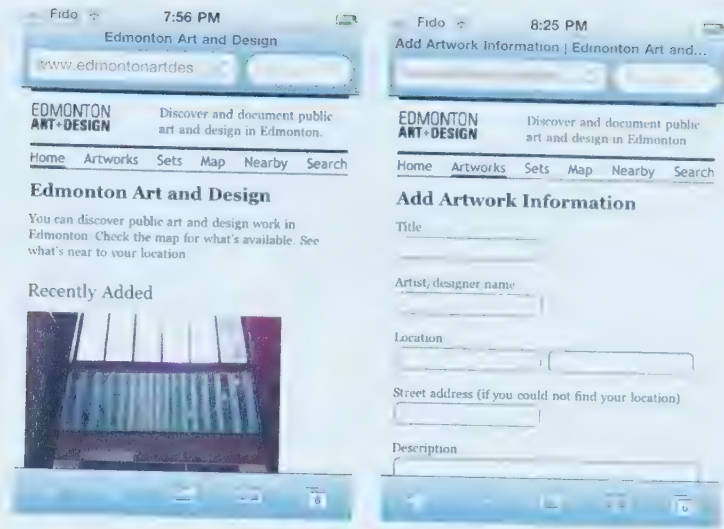 Fido
7:56 PM
Edmonton Art and Design
www.edmontonartdes
EDMONTON
ART+DESIGN
Discover and document public
art and design in Edmonton.
Home Artworks Sets Map Nearby Search
Edmonton Art and Design
You can discover public art and design work in
Edmonton. Check the map for what's available. See
what's near to your location
Recently Added
6
Fido
8:25 PM
Add Artwork Information | Edmonton Art and...
EDMONTON
ART+DESIGN
Discover and document public
art and design in Edmonton
Home Artworks Sets Map Nearby Search
Add Artwork Information
Title
Artist, designer name
Location
Street address (if you could not find your location)
Description
6